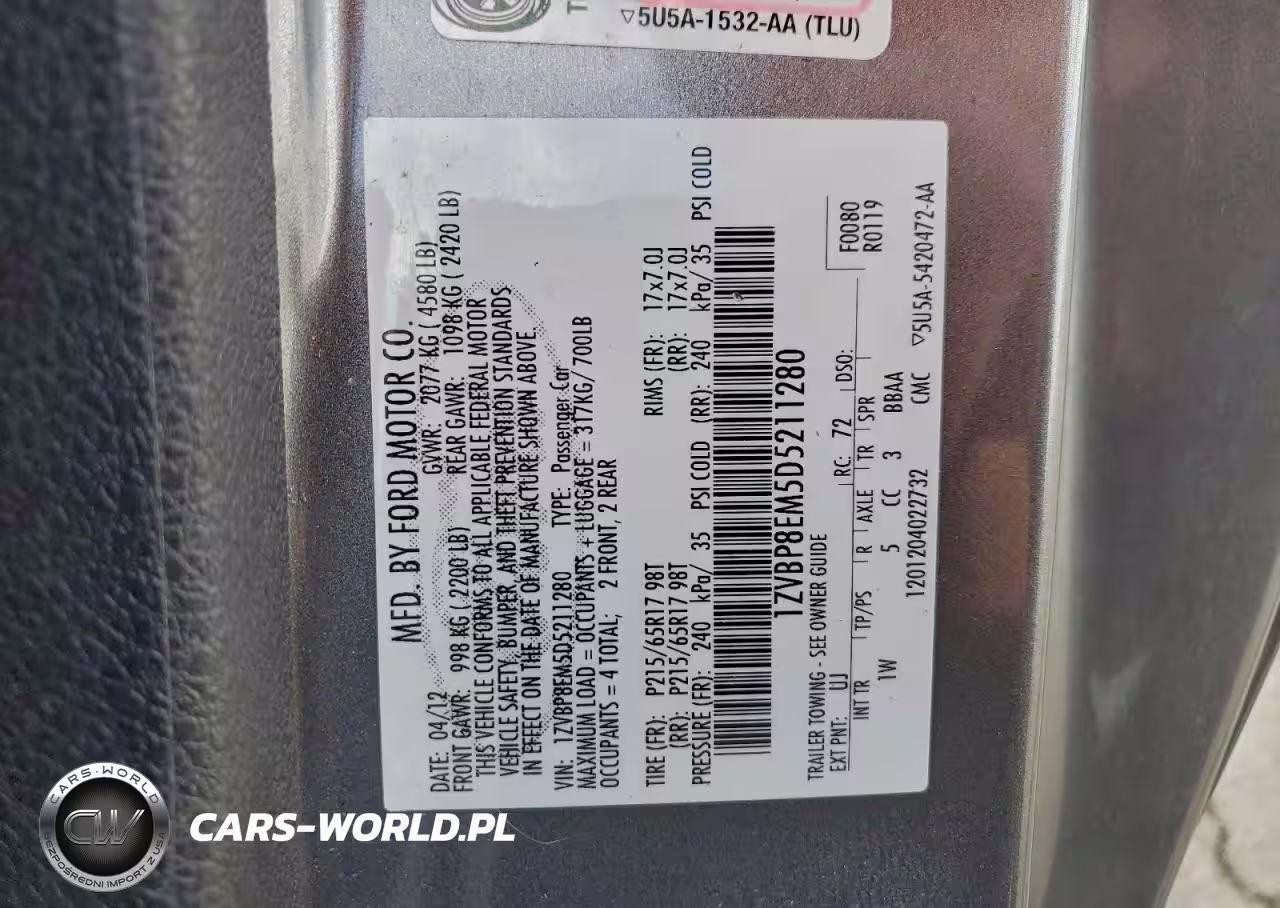 ▽5U5A-1532-AA (TLU)
MFD. BY FORD MOTOR CO.
DATE: 04/12 GVWR: 2077 KG ( 4580 LB)
FRONT GAWR: 998 KG ( 2200 LB) REAR GAWR: 1098 KG ( 2420 LB)
THIS VEHICLE CONFORMS TO ALL APPLICABLE FEDERAL MOTOR
VEHICLE SAFETY, BUMPER, AND THEFT PREVENTION STANDARDS
IN EFFECT ON THE DATE OF MANUFACTURE SHOWN ABOVE.
VIN: 1ZVBP8EM5D5211280 TYPE: Passenger Car
MAXIMUM LOAD = OCCUPANTS + LUGGAGE = 317KG/ 700LB
OCCUPANTS = 4 TOTAL; 2 FRONT, 2 REAR
TIRE (FR): P215/65R17 98T RIMS (FR): 17x7.0J
(RR): P215/65R17 98T (RR): 17x7.0J
PRESSURE (FR): 240 kPa/ 35 PSI COLD (RR): 240 kPa/ 35 PSI COLD
1ZVBP8EM5D5211280
TRAILER TOWING - SEE OWNER GUIDE
EXT PNT: UJ RC: 72 DSO: F0080
INT TR TP/PS R AXLE TR SPR R0119
1W 5 CC 3 BBAA
1201204022732 CMC ▽5U5A-5420472-AA
CARS-WORLD
CW
BEZPOŚREDNI IMPORT Z USA
CARS-WORLD.PL